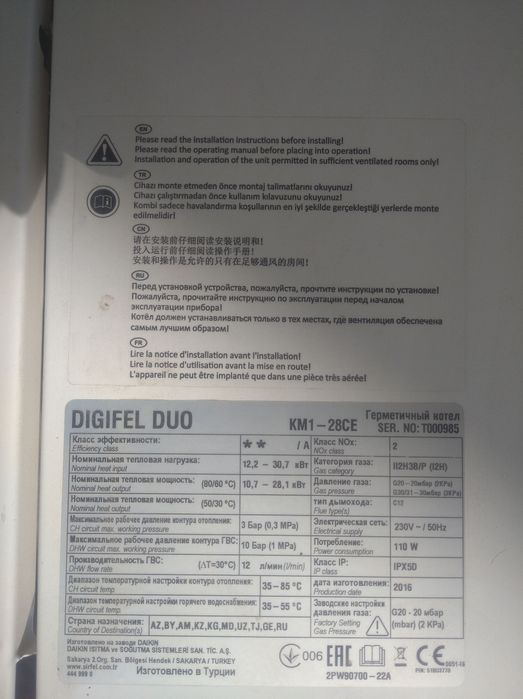 EN
Please read the installation instructions before installing!
Please read the operating manual before placing into operation!
Installation and operation of the unit permitted in sufficient ventilated rooms only!
TR
Cihazı monte etmeden önce montaj talimatlarını okuyunuz!
Cihazı çalıştırmadan önce kullanım kılavuzunu okuyunuz!
Kombi sadece havalandırma koşullarının en iyi şekilde gerçekleştiği yerlerde monte
edilmelidir!
CN
请在安装前仔细阅读安装说明和!
投入运行前仔细阅读操作手册!
安装和操作是允许的只有在足够通风的房间!
RU
Перед установкой устройства, пожалуйста, прочтите инструкции по установке!
Пожалуйста, прочитайте инструкцию по эксплуатации перед началом
эксплуатации прибора!
Котёл должен устанавливаться только в тех местах, где вентиляция обеспечена
самым лучшим образом!
FR
Lire la notice d'installation avant l'installation!
Lire la notice d'utilisation avant la mise en route!
L'appareil ne peut être implanté que dans une pièce très aérée!
DIGIFEL DUO KM1-28CE Герметичный котел
SER. NO: T000985
Класс эффективности: ** / A
Efficiency class
Класс NOx: 2
NOx class
Номинальная тепловая нагрузка: 12,2 – 30,7 кВт
Nominal heat input
Категория газа: II2H3B/P (I2H)
Gas category
Номинальная тепловая мощность: (80/60 °C) 10,7 – 28,1 кВт
Nominal heat output
Давление газа: G20–20мбар (2KPa)
Gas pressure G30/31–30мбар (3KPa)
Номинальная тепловая мощность: (50/30 °C)
Nominal heat output
тип дымохода: C12
Flue type(s)
Максимальное рабочее давление контура отопления: 3 Бар (0,3 MPa)
CH circuit max. working pressure
Электрическая сеть: 230V – / 50Hz
Electrical supply
Максимальное рабочее давление контура ГВС: 10 Бар (1 MPa)
DHW circuit max. working pressure
Потребление: 110 W
Power consumption
Производительность ГВС: (ΔT=30°C) 12 л/мин (l/min)
DHW flow rate
Класс IP: IPX5D
IP class
Диапазон температурной настройки контура отопления: 35–85 °C
CH circuit temp
дата изготовления: 2016
Production date
Диапазон температурной настройки горячего водоснабжения: 35–55 °C
DHW circuit temp.
Заводские настройки
давления газа:
Factory Setting
Gas Pressure
G20 - 20 мбар
(mbar) (2 KPa)
Страна назначения: AZ,BY,AM,KZ,KG,MD,UZ,TJ,GE,RU
Country of Destination(s)
Изготовлено на заводе DAIKIN
DAIKIN ISITMA ve SOĞUTMA SİSTEMLERİ SAN. TİC. A.Ş.
Sakarya 2.Org. San. Bölgesi Hendek / SAKARYA / TURKEY
www.airfel.com.tr
444 999 0
Изготовлено в Турции
006 EAC
2PW90700-22A
CE